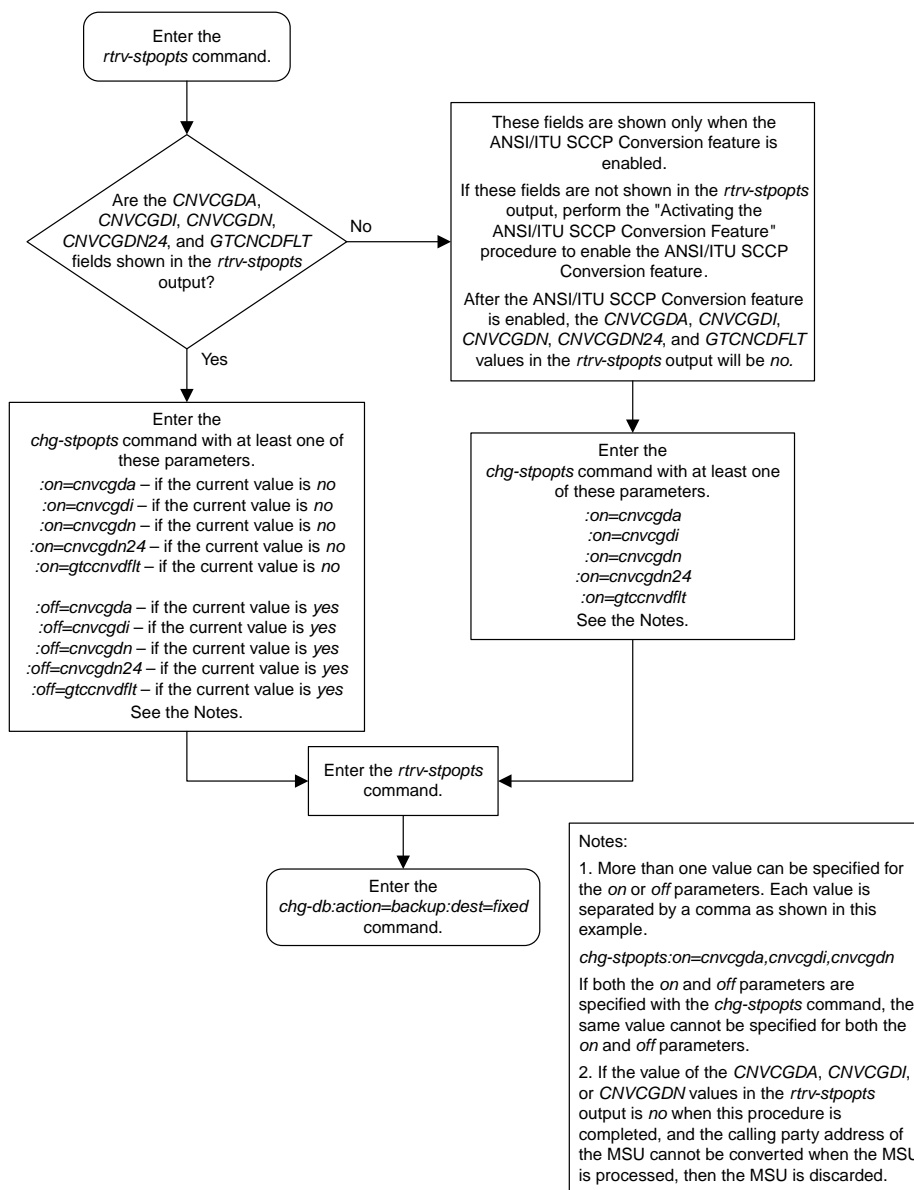 Enter the
rtrv-stpopts command.
Are the CNVCGDA,
CNVCGDI, CNVCGDN,
CNVCGDN24, and GTCNCDFLT
fields shown in the rtrv-stpopts
output?
No
Yes
These fields are shown only when the
ANSI/ITU SCCP Conversion feature is
enabled.
If these fields are not shown in the rtrv-stpopts
output, perform the "Activating the
ANSI/ITU SCCP Conversion Feature"
procedure to enable the ANSI/ITU SCCP
Conversion feature.
After the ANSI/ITU SCCP Conversion feature
is enabled, the CNVCGDA, CNVCGDI,
CNVCGDN, CNVCGDN24, and GTCNCDFLT
values in the rtrv-stpopts output will be no.
Enter the
chg-stpopts command with at least one of
these parameters.
:on=cnvcgda – if the current value is no
:on=cnvcgdi – if the current value is no
:on=cnvcgdn – if the current value is no
:on=cnvcgdn24 – if the current value is no
:on=gtccnvdflt – if the current value is no
:off=cnvcgda – if the current value is yes
:off=cnvcgdi – if the current value is yes
:off=cnvcgdn – if the current value is yes
:off=cnvcgdn24 – if the current value is yes
:off=gtccnvdflt – if the current value is yes
See the Notes.
Enter the
chg-stpopts command with at least one
of these parameters.
:on=cnvcgda
:on=cnvcgdi
:on=cnvcgdn
:on=cnvcgdn24
:on=gtccnvdflt
See the Notes.
Enter the rtrv-stpopts
command.
Enter the
chg-db:action=backup:dest=fixed
command.
Notes:
1. More than one value can be specified for
the on or off parameters. Each value is
separated by a comma as shown in this
example.
chg-stpopts:on=cnvcgda,cnvcgdi,cnvcgdn
If both the on and off parameters are
specified with the chg-stpopts command, the
same value cannot be specified for both the
on and off parameters.
2. If the value of the CNVCGDA, CNVCGDI,
or CNVCGDN values in the rtrv-stpopts
output is no when this procedure is
completed, and the calling party address of
the MSU cannot be converted when the MSU
is processed, then the MSU is discarded.